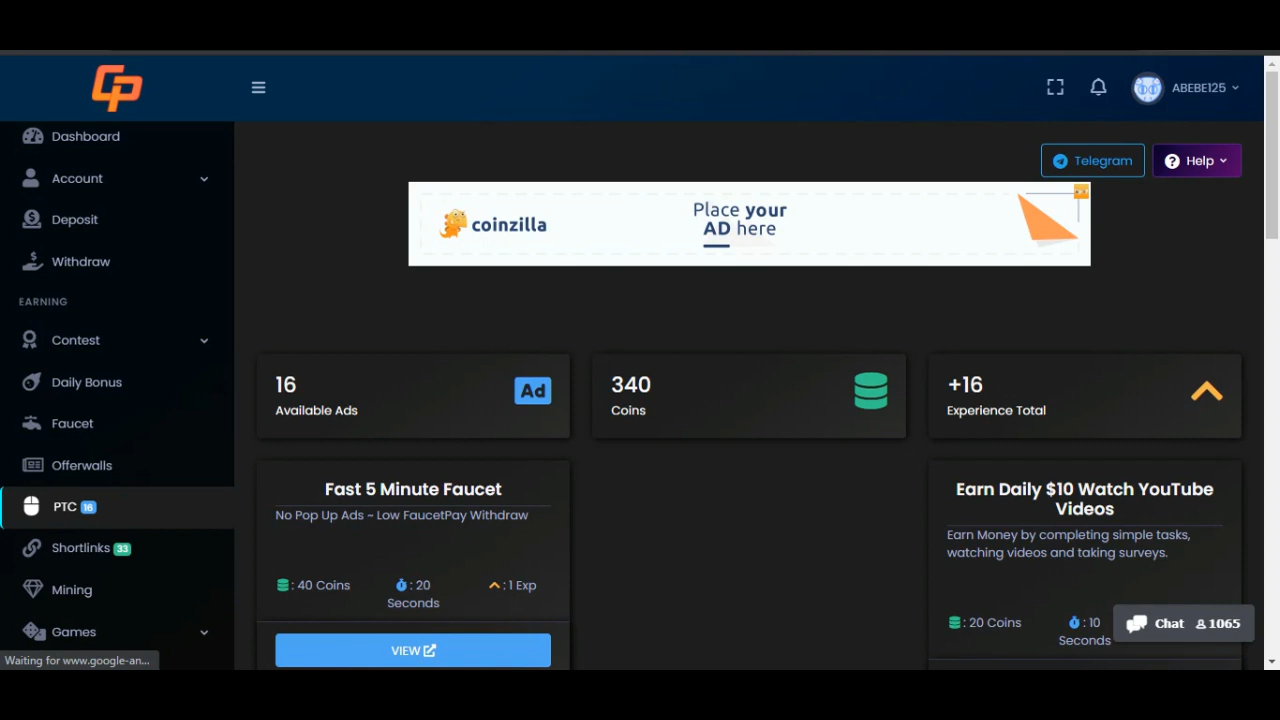 CP
ABEBE125
Dashboard
Account
Deposit
Withdraw
EARNING
Contest
Daily Bonus
Faucet
Offerwalls
PTC 16
Shortlinks 33
Mining
Games
Waiting for www.google-an...
Telegram
? Help
coinzilla
Place your
AD here
16
Available Ads
Ad
340
Coins
+16
Experience Total
Fast 5 Minute Faucet
No Pop Up Ads ~ Low FaucetPay Withdraw
: 40 Coins
: 20
Seconds
: 1 Exp
VIEW
Earn Daily $10 Watch YouTube
Videos
Earn Money by completing simple tasks,
watching videos and taking surveys.
: 20 Coins
: 10
Seconds
Chat 1065